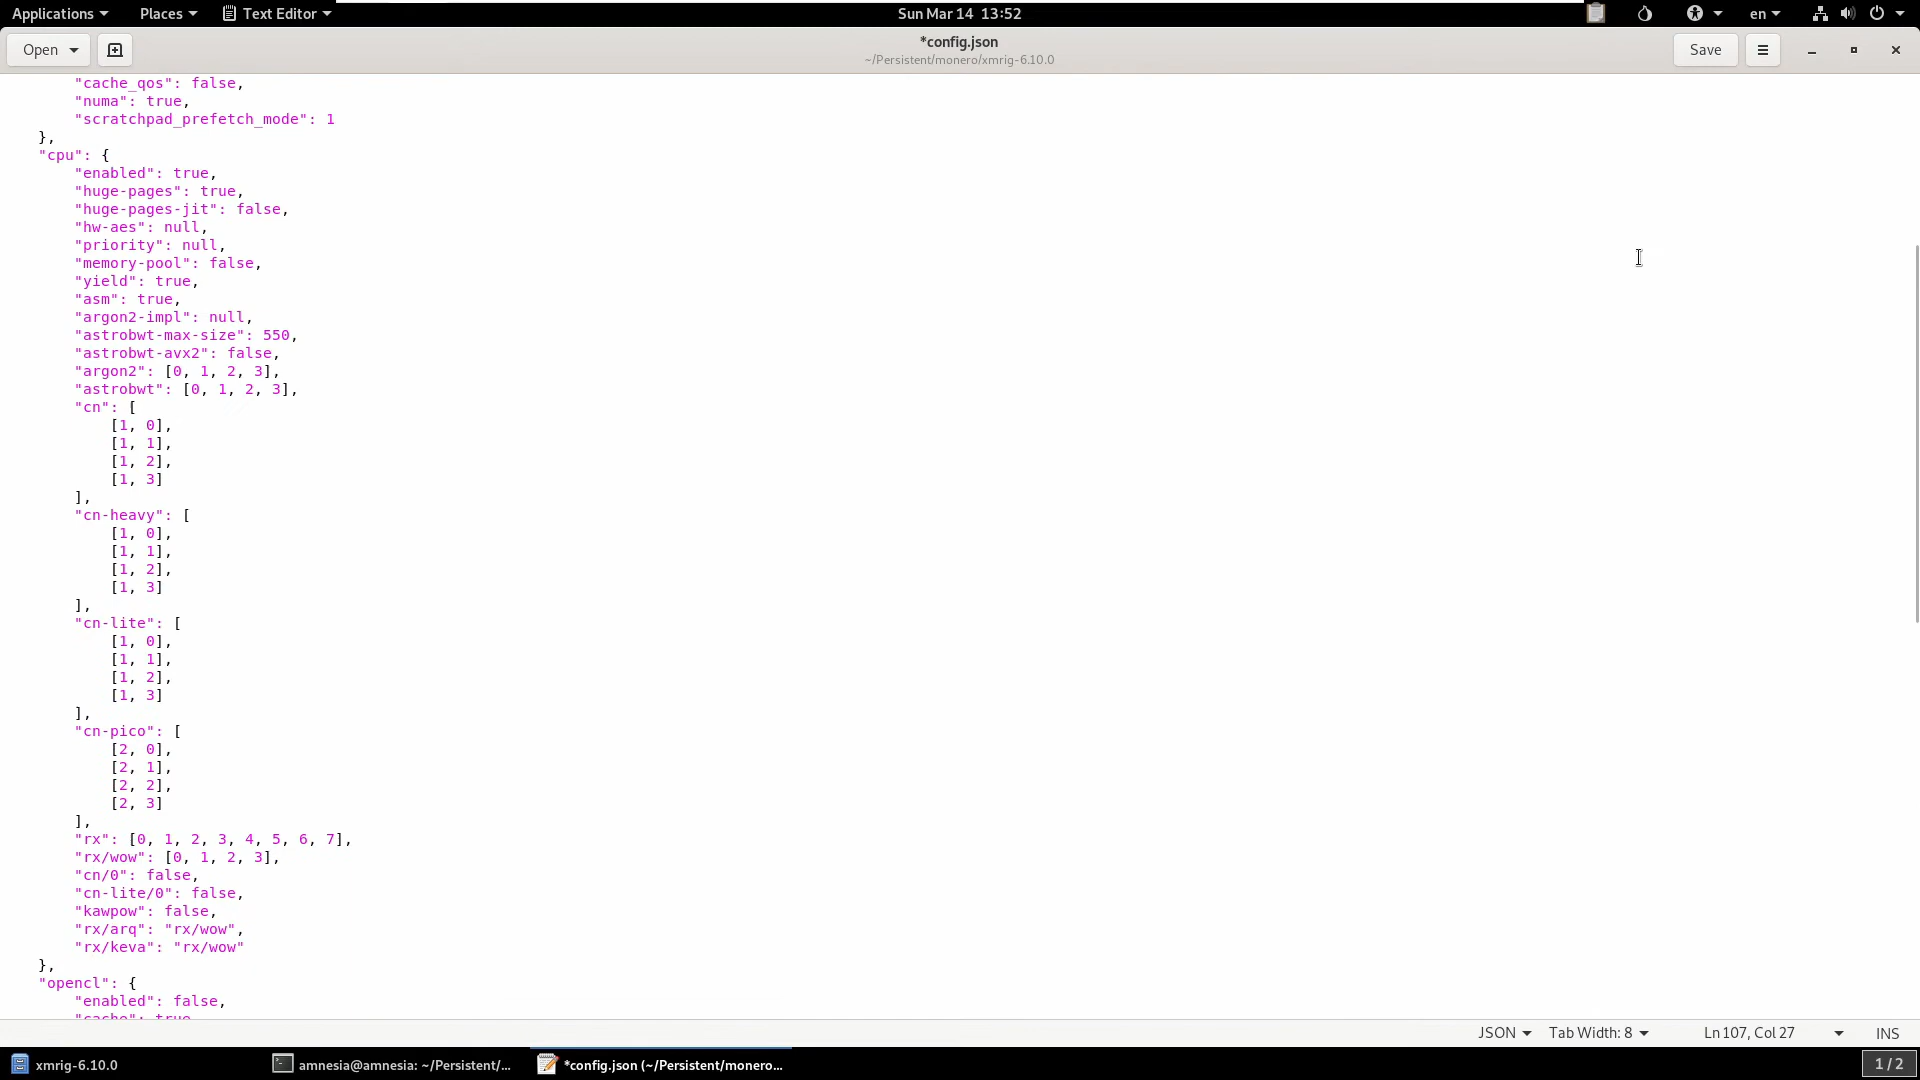 Applications Places Text Editor Sun Mar 14 13:52 en
Open *config.json Save
~/Persistent/monero/xmrig-6.10.0
        "cache_qos": false,
        "numa": true,
        "scratchpad_prefetch_mode": 1
    },
    "cpu": {
        "enabled": true,
        "huge-pages": true,
        "huge-pages-jit": false,
        "hw-aes": null,
        "priority": null,
        "memory-pool": false,
        "yield": true,
        "asm": true,
        "argon2-impl": null,
        "astrobwt-max-size": 550,
        "astrobwt-avx2": false,
        "argon2": [0, 1, 2, 3],
        "astrobwt": [0, 1, 2, 3],
        "cn": [
            [1, 0],
            [1, 1],
            [1, 2],
            [1, 3]
        ],
        "cn-heavy": [
            [1, 0],
            [1, 1],
            [1, 2],
            [1, 3]
        ],
        "cn-lite": [
            [1, 0],
            [1, 1],
            [1, 2],
            [1, 3]
        ],
        "cn-pico": [
            [2, 0],
            [2, 1],
            [2, 2],
            [2, 3]
        ],
        "rx": [0, 1, 2, 3, 4, 5, 6, 7],
        "rx/wow": [0, 1, 2, 3],
        "cn/0": false,
        "cn-lite/0": false,
        "kawpow": false,
        "rx/arq": "rx/wow",
        "rx/keva": "rx/wow"
    },
    "opencl": {
        "enabled": false,
        "cache": true
JSON Tab Width: 8 Ln 107, Col 27 INS
xmrig-6.10.0 amnesia@amnesia: ~/Persistent/... *config.json (~/Persistent/monero... 1 / 2